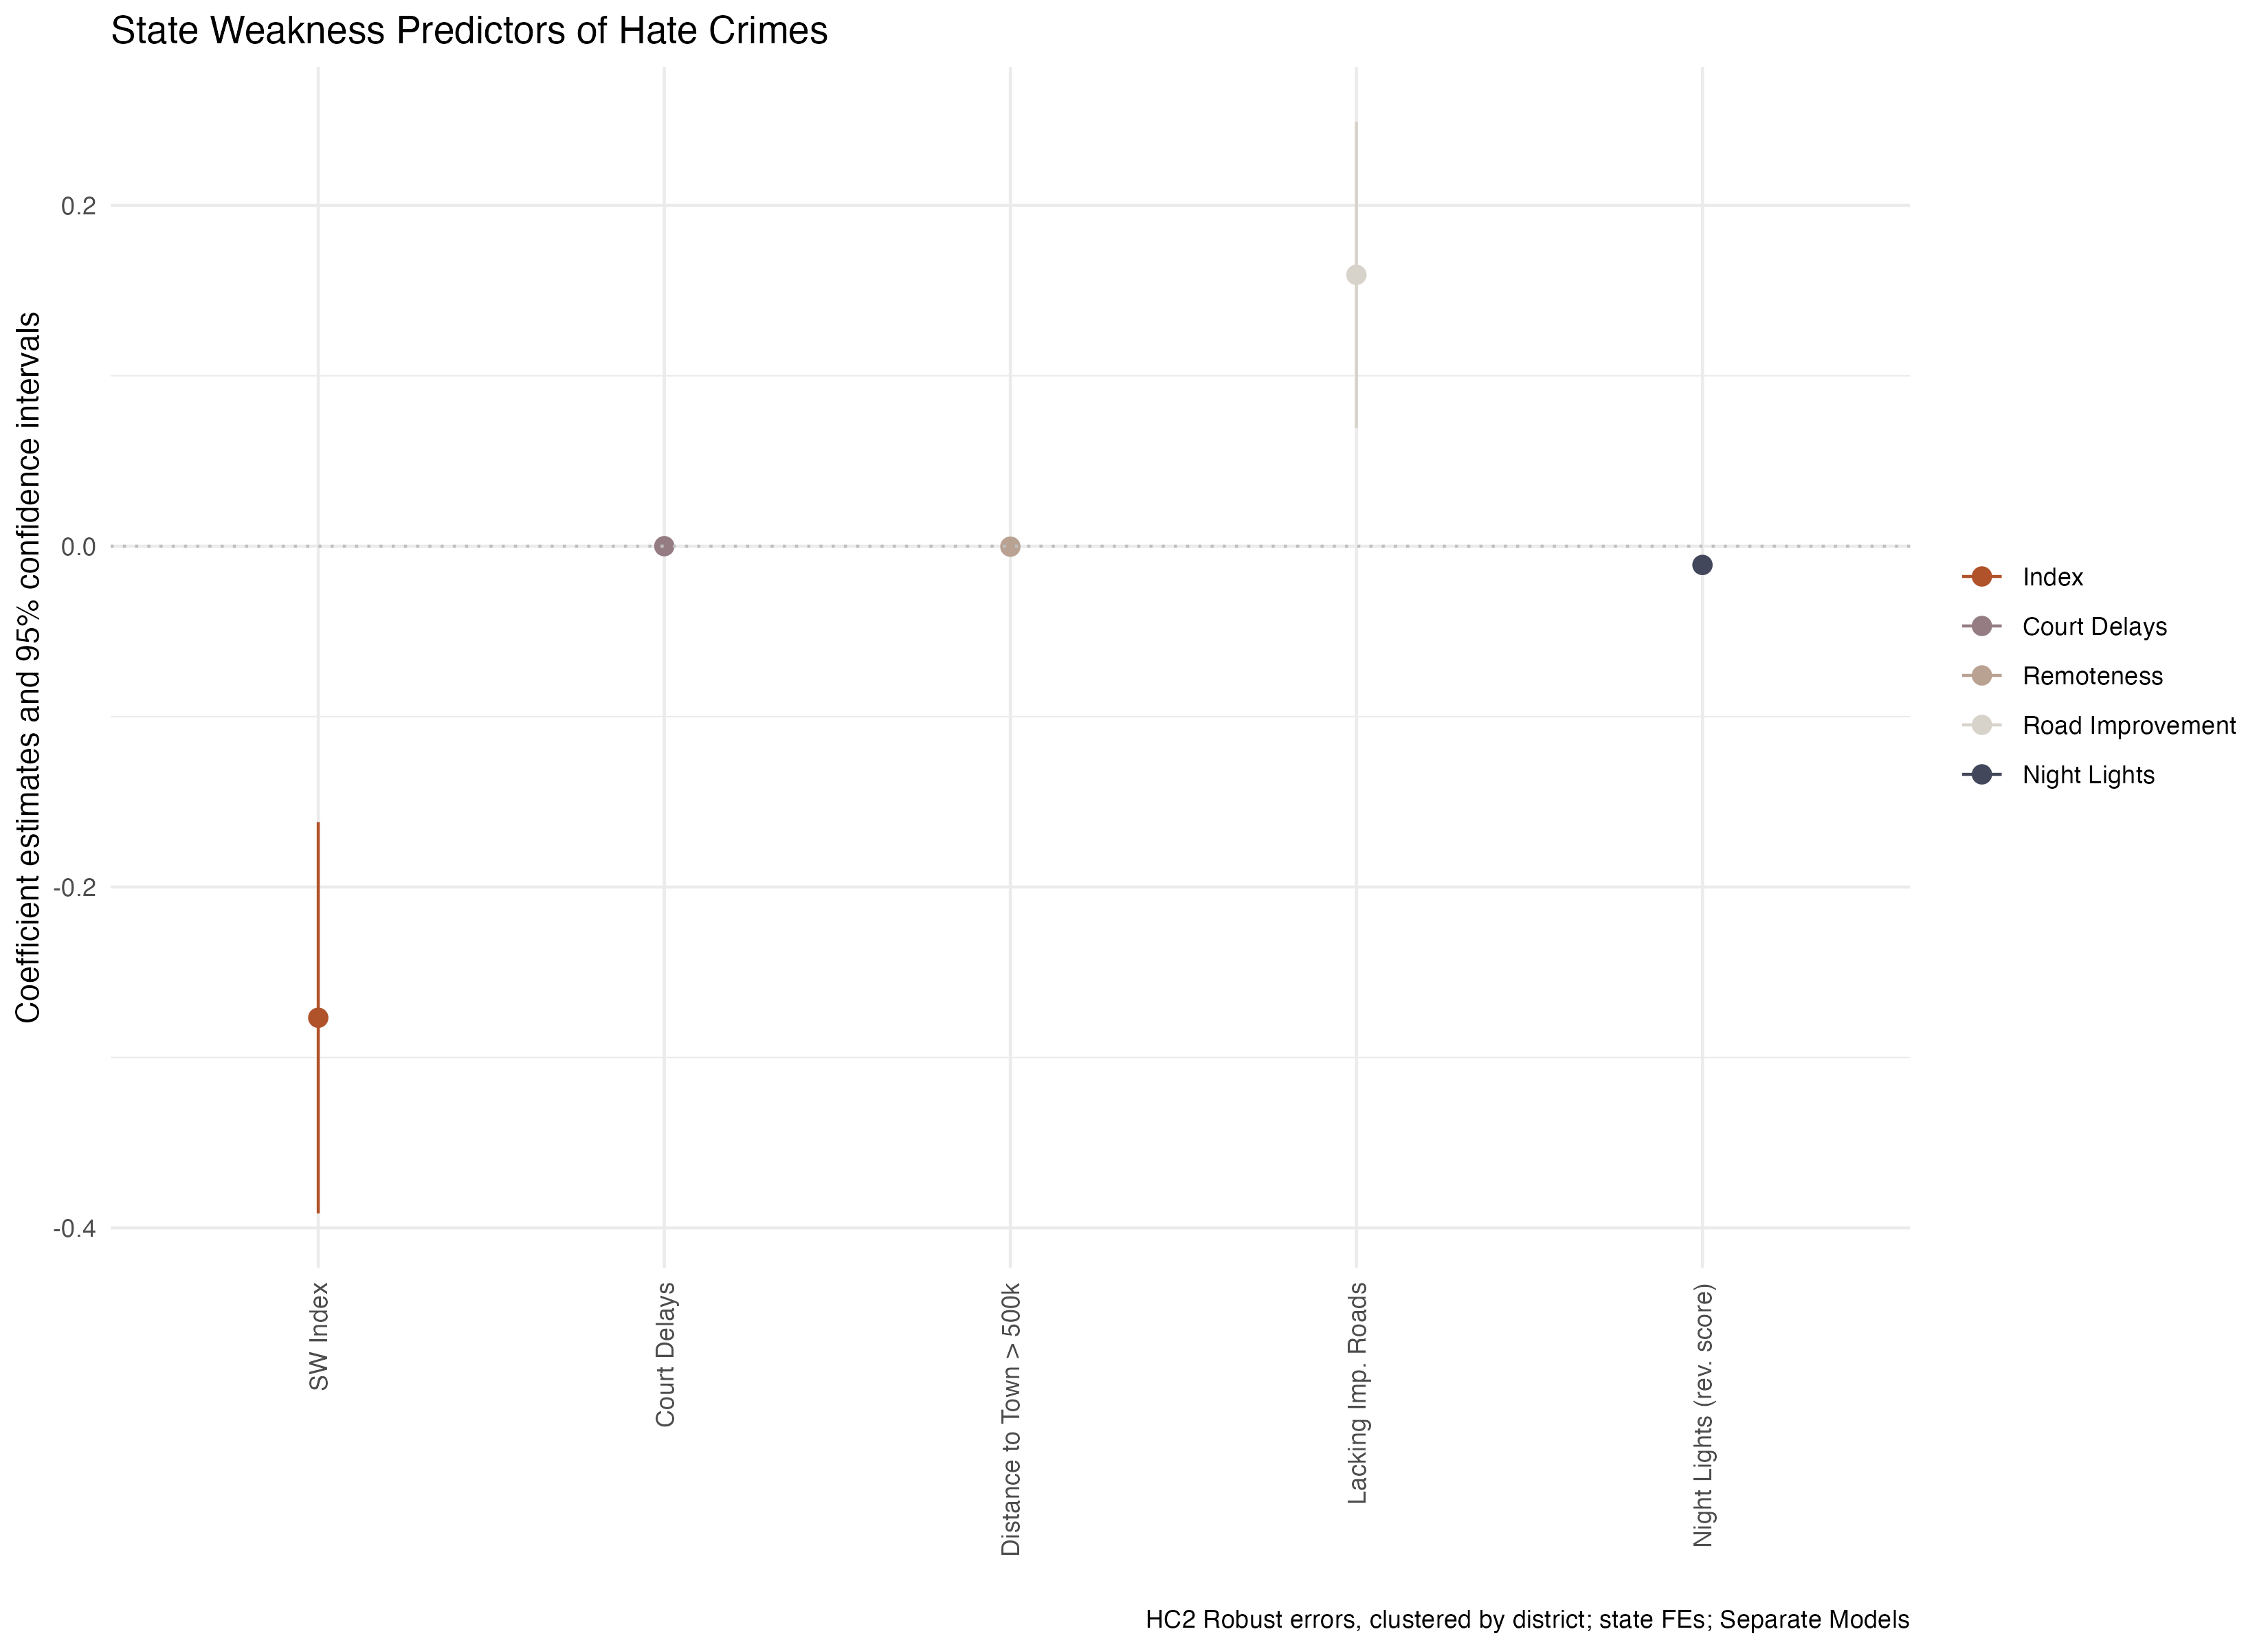 State Weakness Predictors of Hate Crimes
Coefficient estimates and 95% confidence intervals
0.2
0.0
-0.2
-0.4
SW Index
Court Delays
Distance to Town > 500k
Lacking Imp. Roads
Night Lights (rev. score)
Index
Court Delays
Remoteness
Road Improvement
Night Lights
HC2 Robust errors, clustered by district; state FEs; Separate Models